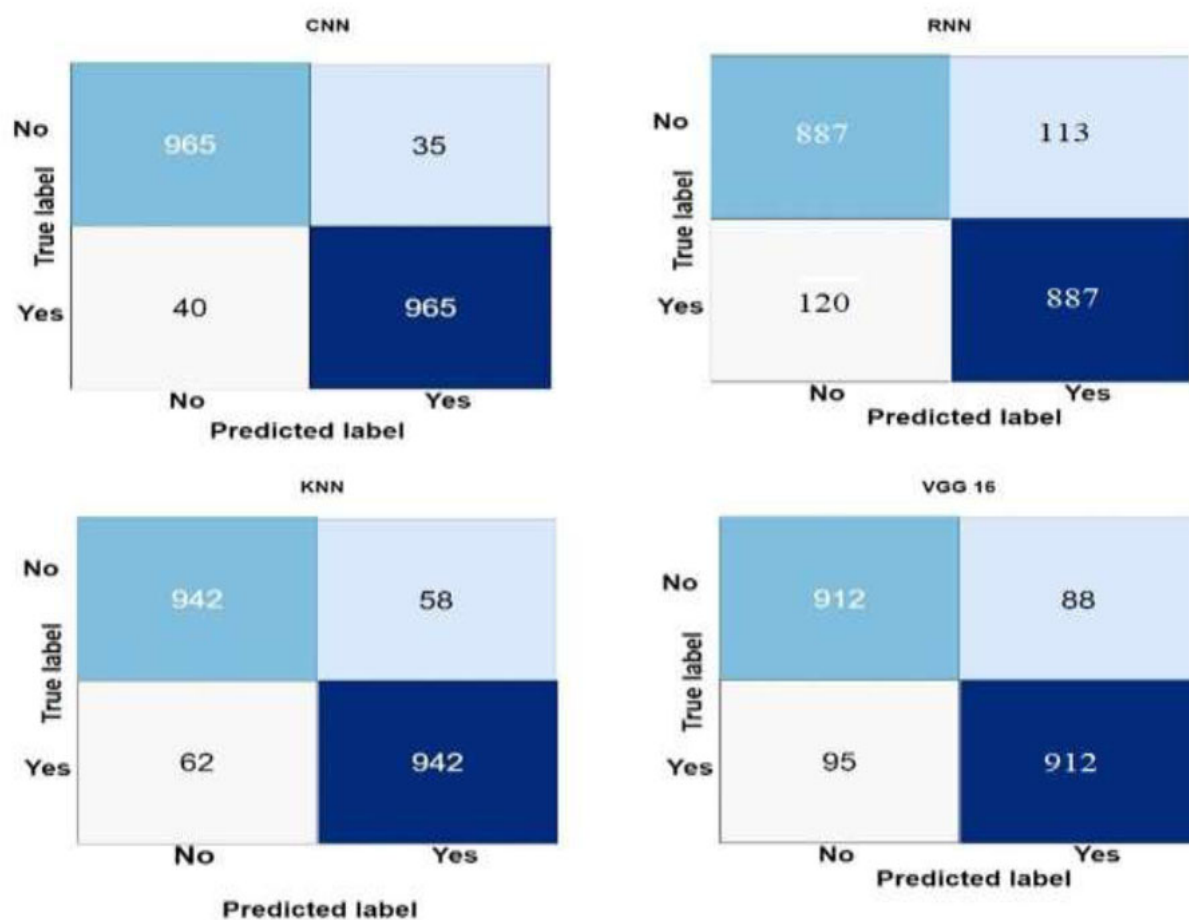 CNN
No
965
35
True label
Yes
40
965
No
Yes
Predicted label
RNN
No
887
113
True label
Yes
120
887
No
Yes
Predicted label
KNN
No
942
58
True label
Yes
62
942
No
Yes
Predicted label
VGG 16
No
912
88
True label
Yes
95
912
No
Yes
Predicted label